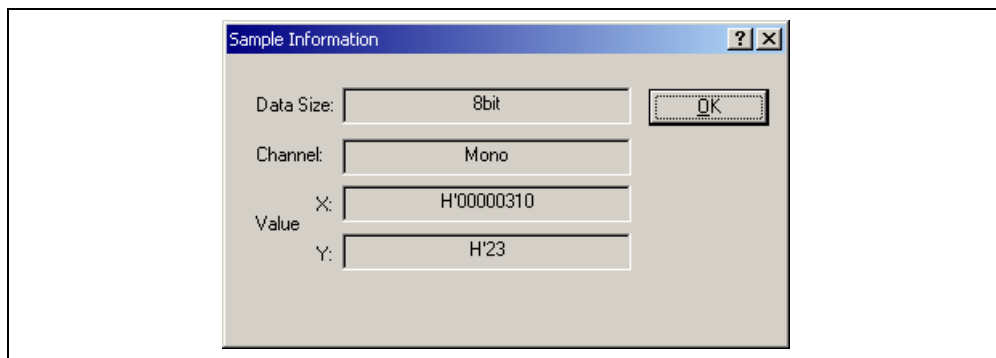 Sample Information
Data Size: 8bit OK
Channel: Mono
X: H'00000310
Value
Y: H'23